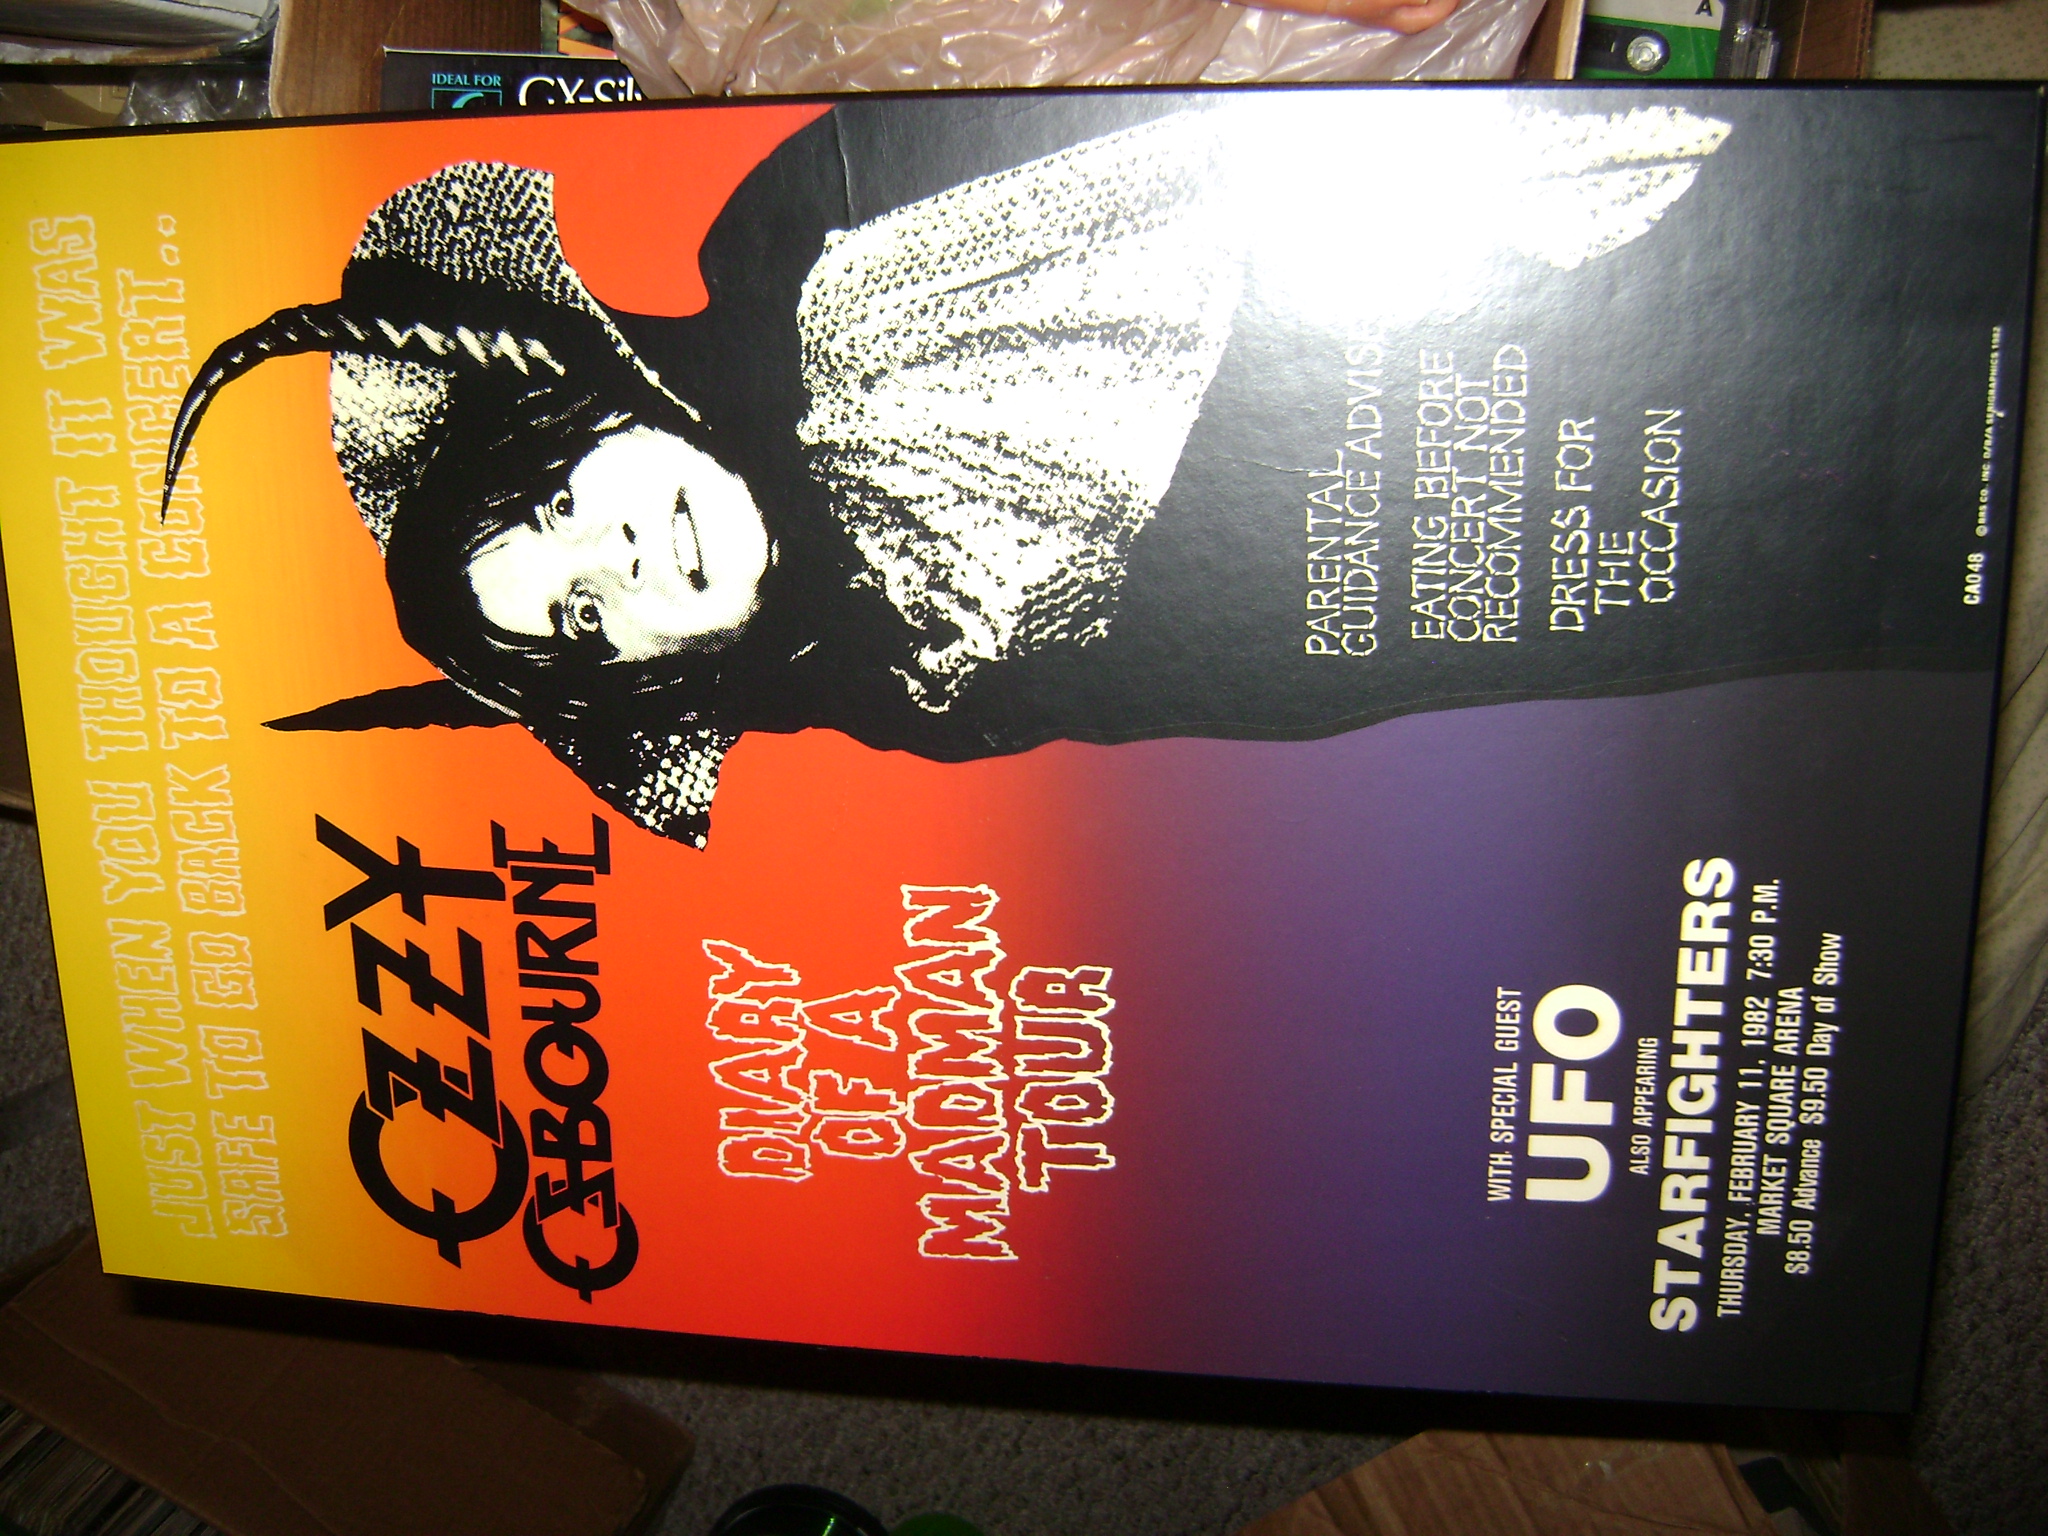 JUST WHEN YOU THOUGHT IT WAS
SAFE TO GO BACK TO A CONCERT...
OZZY
OSBOURNE
DIARY
OF A
MADMAN
TOUR
PARENTAL
GUIDANCE ADVIS
EATING BEFORE
CONCERT NOT
RECOMMENDED
DRESS FOR
THE
OCCASION
WITH SPECIAL GUEST
UFO
ALSO APPEARING
STARFIGHTERS
THURSDAY, FEBRUARY 11, 1982 7:30 P.M.
MARKET SQUARE ARENA
$8.50 Advance $9.50 Day of Show
CA048
1982
IDEAL FOR
A